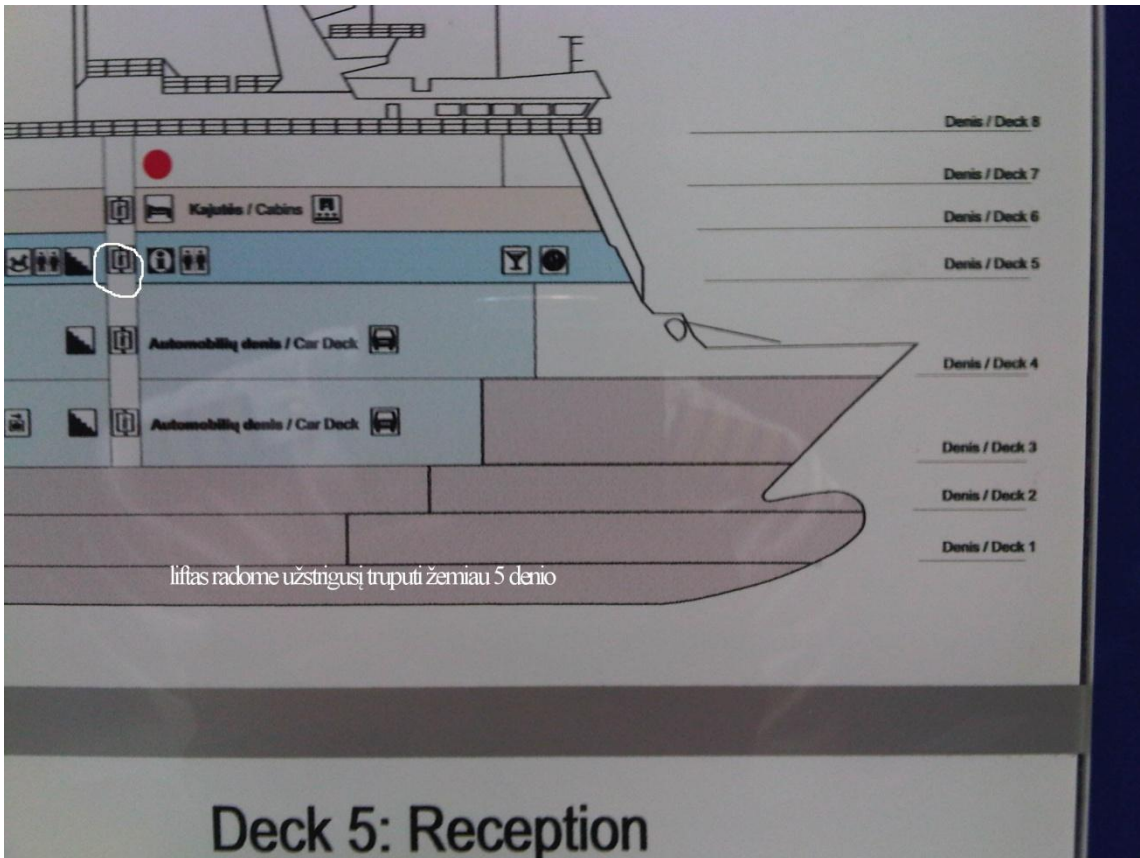 Denis / Deck 8
Denis / Deck 7
Kajutės / Cabins
Denis / Deck 6
Denis / Deck 5
Automobilių denis / Car Deck
Denis / Deck 4
Automobilių denis / Car Deck
Denis / Deck 3
Denis / Deck 2
Denis / Deck 1
liftas radome užstrigusį truputi žemiau 5 denio
Deck 5: Reception